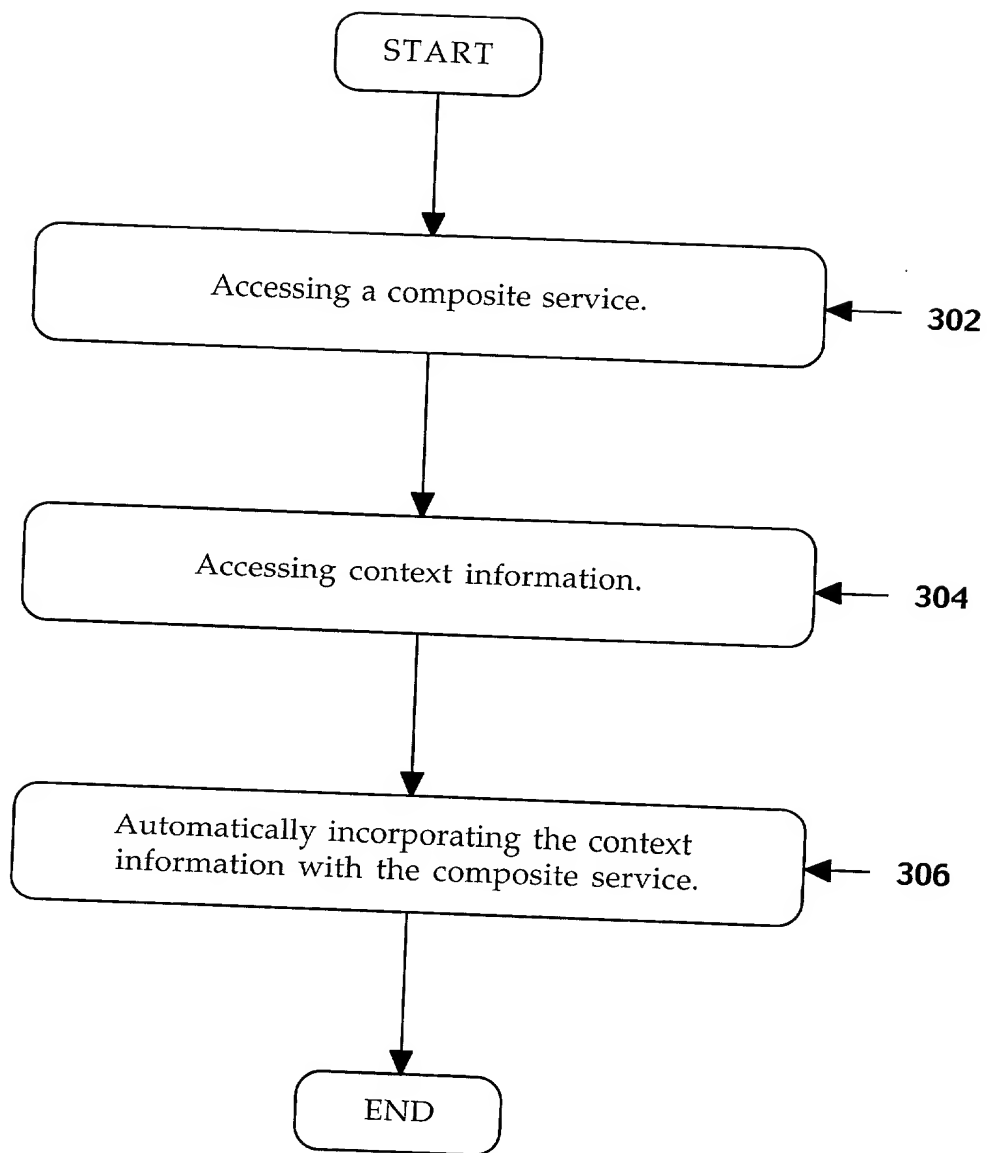 START
Accessing a composite service.
302
Accessing context information.
304
Automatically incorporating the context
information with the composite service.
306
END